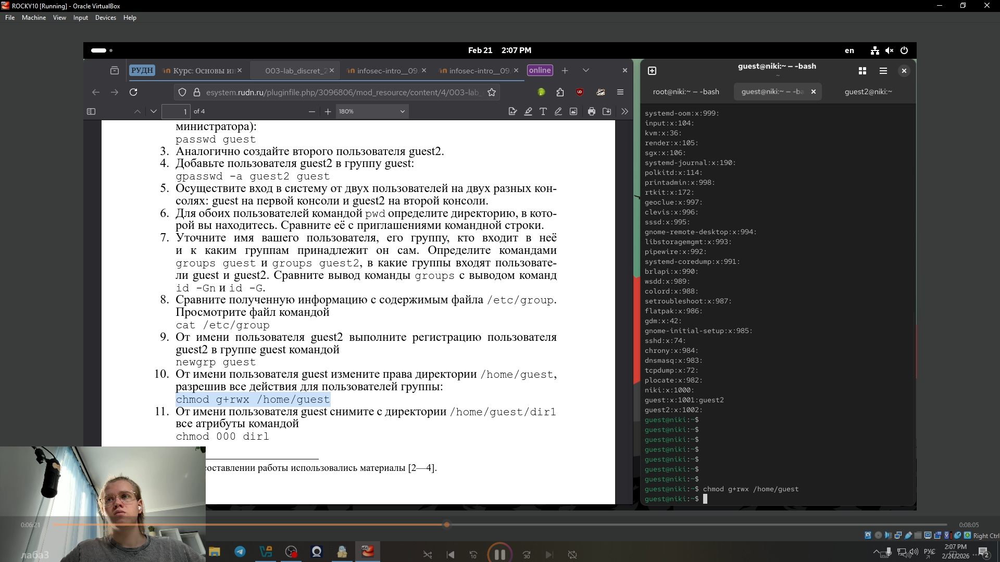 ROCKY10 [Running] - Oracle VirtualBox
File Machine View Input Devices Help
Feb 21 2:07 PM
en
РУДН
Курс: Основы ин
003-lab_discret_2
infosec-intro__09.
infosec-intro__09.
online
esystem.rudn.ru/pluginfile.php/3096806/mod_resource/content/4/003-lab_
1 of 4
180%
министратора):
passwd guest
3. Аналогично создайте второго пользователя guest2.
4. Добавьте пользователя guest2 в группу guest:
gpasswd -a guest2 guest
5. Осуществите вход в систему от двух пользователей на двух разных кон-
солях: guest на первой консоли и guest2 на второй консоли.
6. Для обоих пользователей командой pwd определите директорию, в кото-
рой вы находитесь. Сравните её с приглашениями командной строки.
7. Уточните имя вашего пользователя, его группу, кто входит в неё
и к каким группам принадлежит он сам. Определите командами
groups guest и groups guest2, в какие группы входят пользовате-
ли guest и guest2. Сравните вывод команды groups с выводом команд
id -Gn и id -G.
8. Сравните полученную информацию с содержимым файла /etc/group.
Просмотрите файл командой
cat /etc/group
9. От имени пользователя guest2 выполните регистрацию пользователя
guest2 в группе guest командой
newgrp guest
10. От имени пользователя guest измените права директории /home/guest,
разрешив все действия для пользователей группы:
chmod g+rwx /home/guest
11. От имени пользователя guest снимите с директории /home/guest/dir1
все атрибуты командой
chmod 000 dirl
составлении работы использовались материалы [2—4].
guest@niki:~ — -bash
~
root@niki:~ — -bash
guest@niki:~ — -ba
guest2@niki:~
systemd-oom:x:999:
input:x:104:
kvm:x:36:
render:x:105:
sgx:x:106:
systemd-journal:x:190:
polkitd:x:114:
printadmin:x:998:
rtkit:x:172:
geoclue:x:997:
clevis:x:996:
sssd:x:995:
gnome-remote-desktop:x:994:
libstoragemgmt:x:993:
pipewire:x:992:
systemd-coredump:x:991:
brlapi:x:990:
wsdd:x:989:
colord:x:988:
setroubleshoot:x:987:
flatpak:x:986:
gdm:x:42:
gnome-initial-setup:x:985:
sshd:x:74:
chrony:x:984:
dnsmasq:x:983:
tcpdump:x:72:
plocate:x:982:
niki:x:1000:
guest:x:1001:guest2
guest2:x:1002:
guest@niki:~$
guest@niki:~$
guest@niki:~$
guest@niki:~$
guest@niki:~$
guest@niki:~$
guest@niki:~$
guest@niki:~$ chmod g+rwx /home/guest
guest@niki:~$
0:06:21
0:08:05
Right Ctrl
лаба3
10
30
РУС
2:07 PM
2/21/2026
2